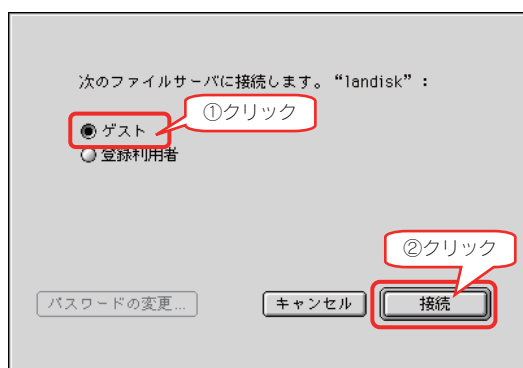 次のファイルサーバに接続します。“landisk”：
①クリック
ゲスト
登録利用者
②クリック
パスワードの変更...
キャンセル
接続